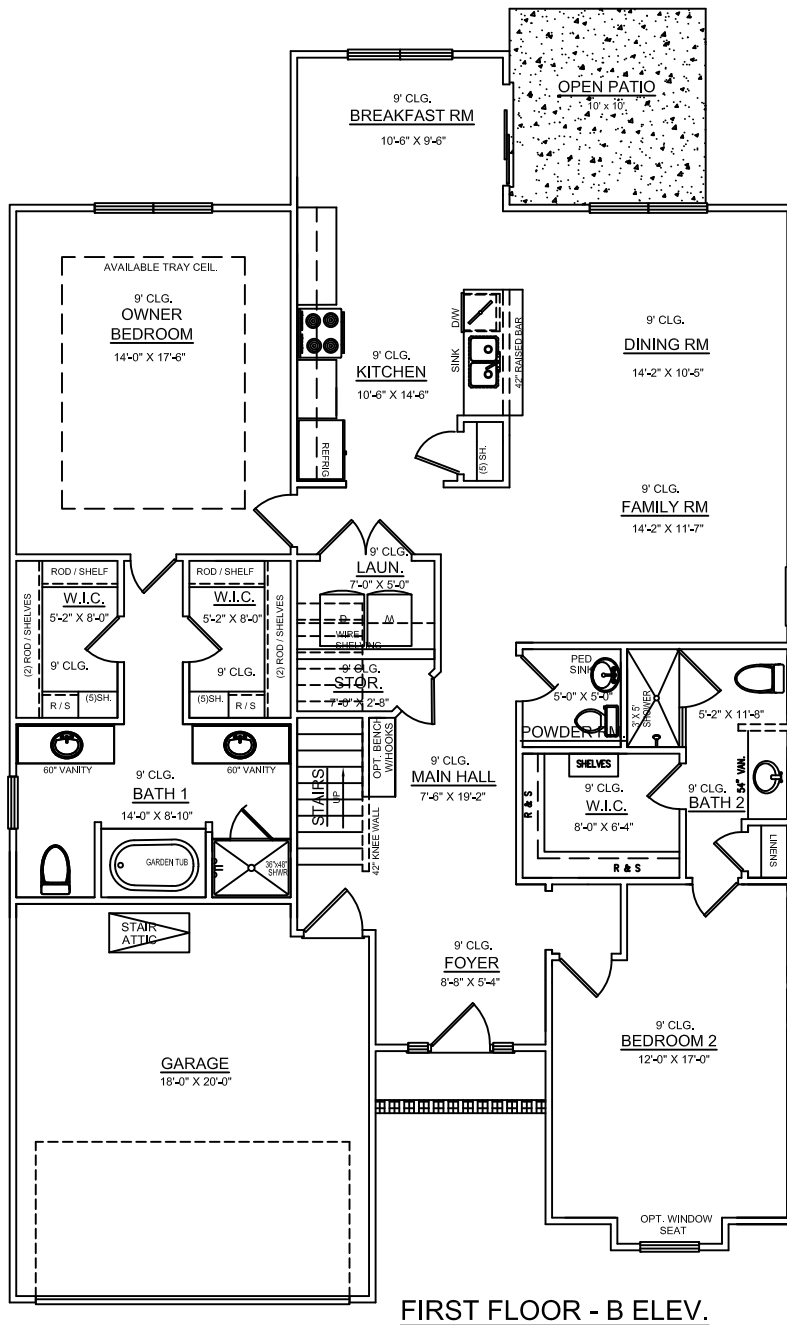 OPEN PATIO
10' x 10'
9' CLG.
BREAKFAST RM
10'-6" X 9'-6"
AVAILABLE TRAY CEIL.
9' CLG.
OWNER
BEDROOM
14'-0" X 17'-6"
D/W
SINK
42" RAISED BAR
9' CLG.
KITCHEN
10'-6" X 14'-6"
9' CLG.
DINING RM
14'-2" X 10'-5"
REFRIG
(5) SH.
9' CLG.
FAMILY RM
14'-2" X 11'-7"
ROD / SHELF
W.I.C.
5'-2" X 8'-0"
9' CLG.
(2) ROD / SHELVES
R / S
(5)SH.
ROD / SHELF
W.I.C.
5'-2" X 8'-0"
9' CLG.
(2) ROD / SHELVES
(5)SH.
R / S
9' CLG.
LAUN.
7'-0" X 5'-0"
D
W
WIRE
SHELVING
9' CLG.
STOR.
7'-0" X 2'-8"
PED
SINK
5'-0" X 5'-0"
POWDER RM.
3' X 5'
SHOWER
5'-2" X 11'-8"
9' CLG.
BATH 2
54" VAN.
LINENS
60" VANITY
60" VANITY
9' CLG.
BATH 1
14'-0" X 8'-10"
GARDEN TUB
36"x48"
SHWR
STAIRS
UP
OPT. BENCH
W/HOOKS
42" KNEE WALL
9' CLG.
MAIN HALL
7'-6" X 19'-2"
SHELVES
9' CLG.
W.I.C.
8'-0" X 6'-4"
R & S
R & S
STAIR
ATTIC
9' CLG.
FOYER
8'-8" X 5'-4"
GARAGE
18'-0" X 20'-0"
9' CLG.
BEDROOM 2
12'-0" X 17'-0"
OPT. WINDOW
SEAT
FIRST FLOOR - B ELEV.